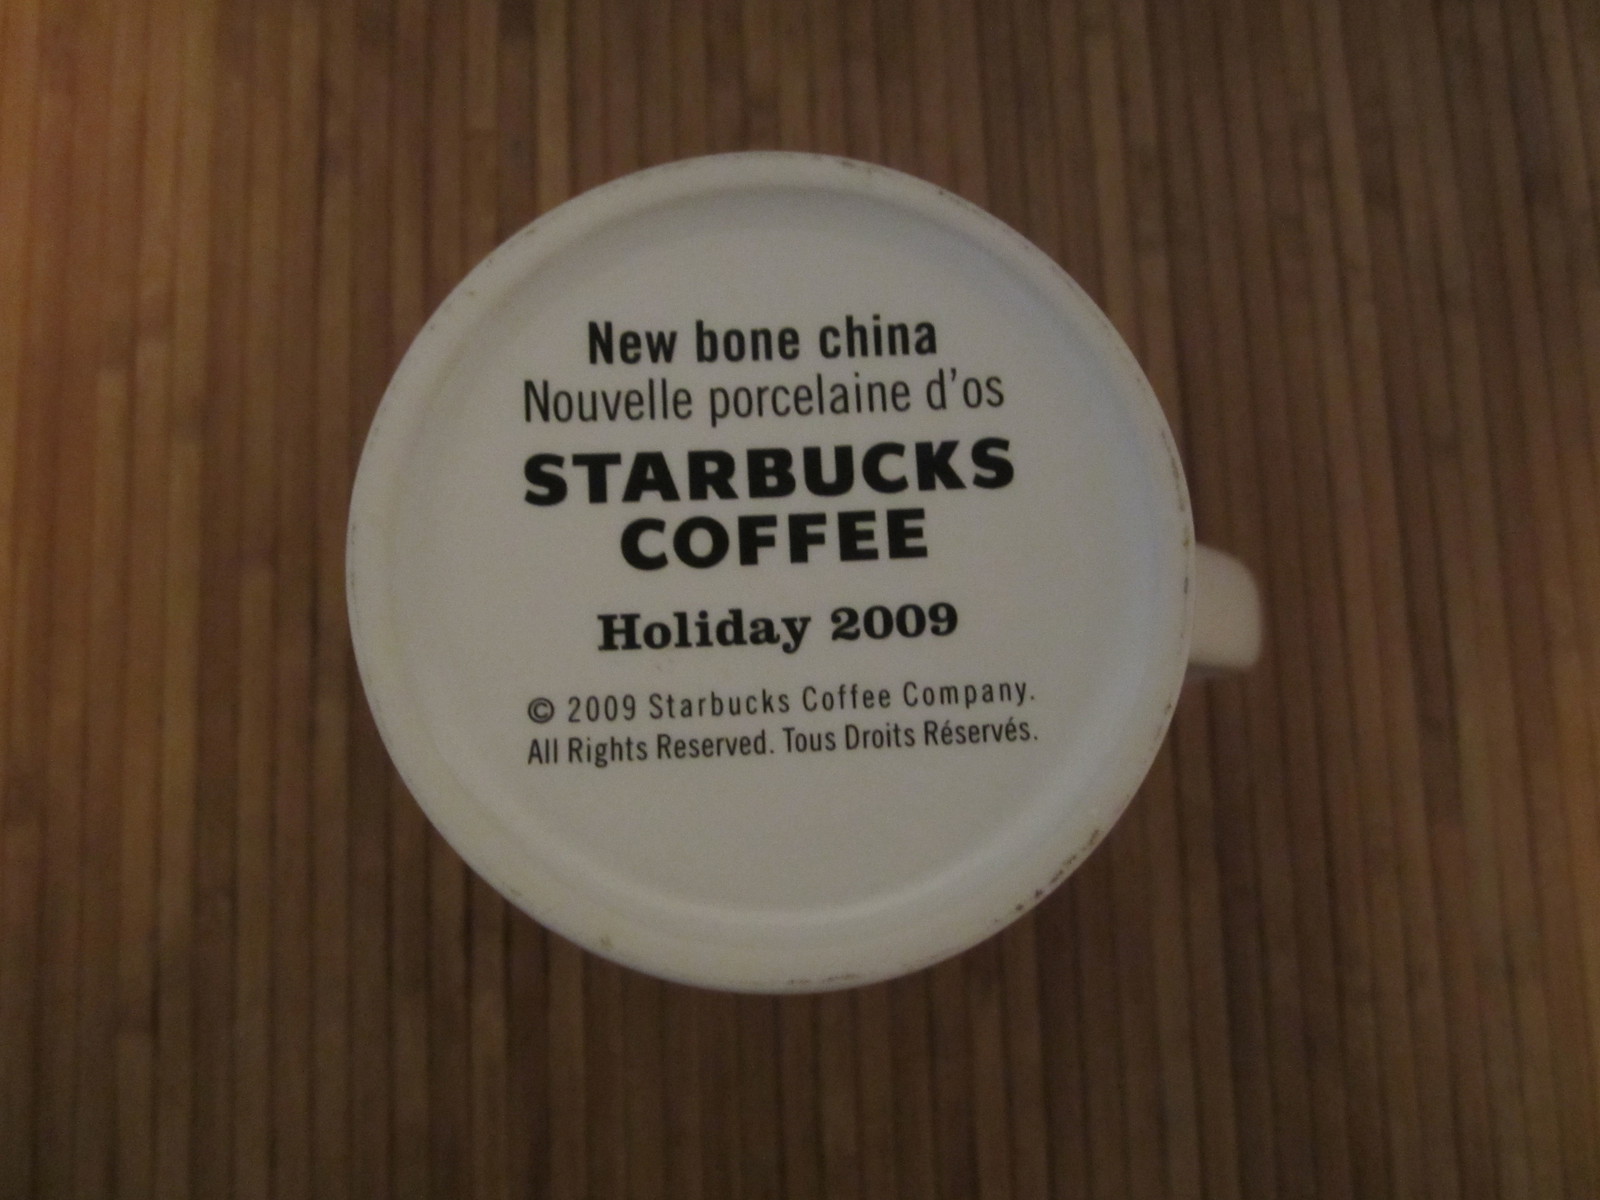 New bone china
Nouvelle porcelaine d'os
STARBUCKS
COFFEE
Holiday 2009
© 2009 Starbucks Coffee Company.
All Rights Reserved. Tous Droits Réservés.